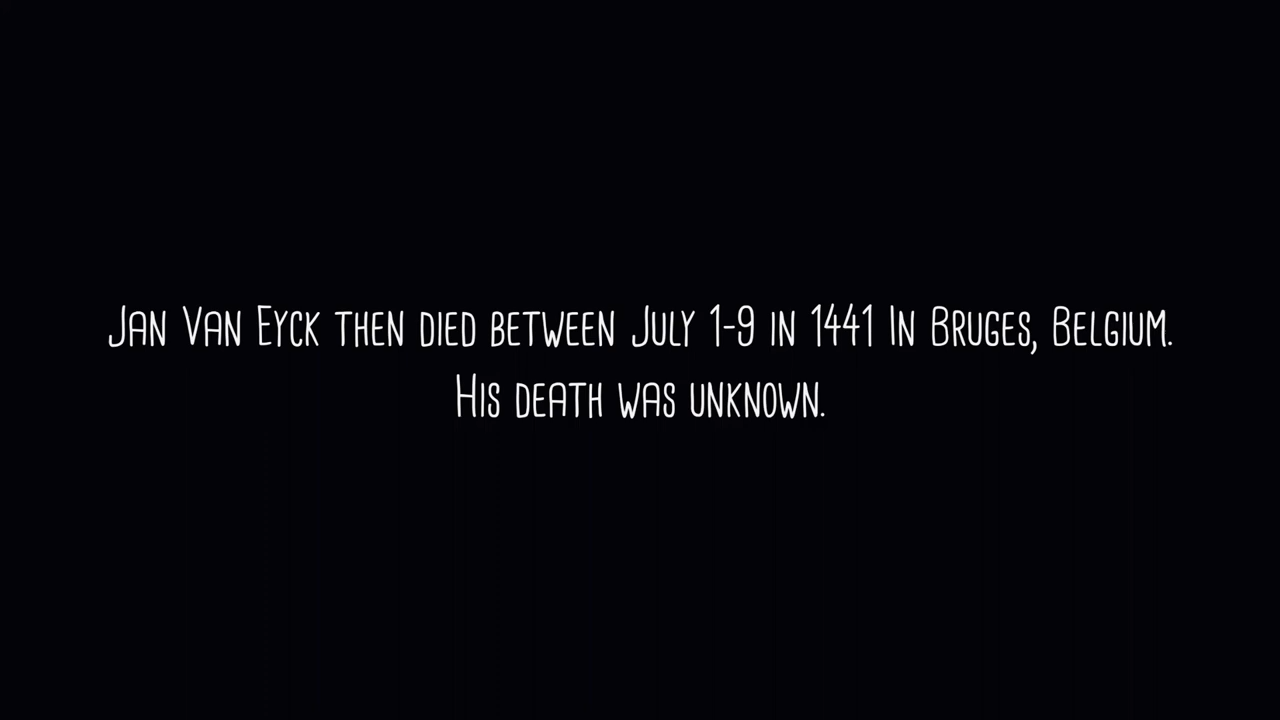 Jan Van Eyck then died between July 1-9 in 1441 In Bruges, Belgium.
His death was unknown.